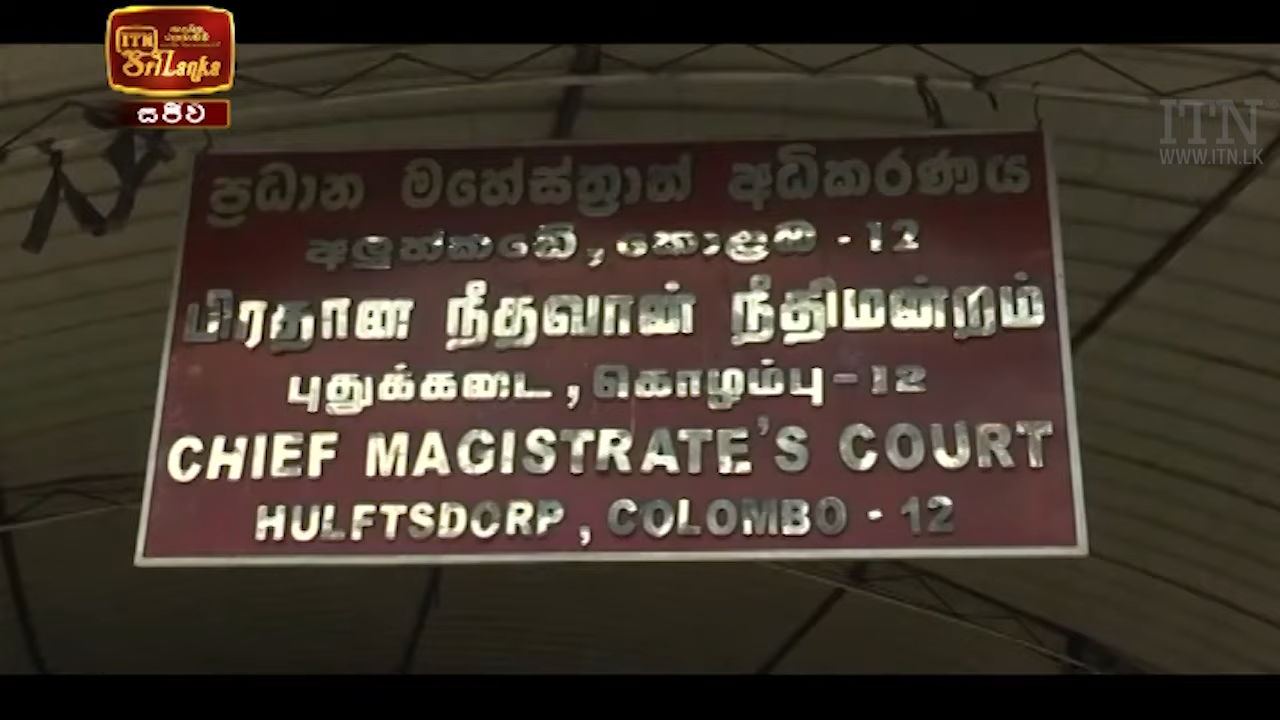 ITN
Sri Lanka
සජීව
ITN
WWW.ITN.LK
ප්‍රධාන මහේස්ත්‍රාත් අධිකරණය
අලුත්කඩේ, කොළඹ - 12
பிரதான நீதவான் நீதிமன்றம்
புதுக்கடை, கொழும்பு - 12
CHIEF MAGISTRATE'S COURT
HULFTSDORP, COLOMBO - 12